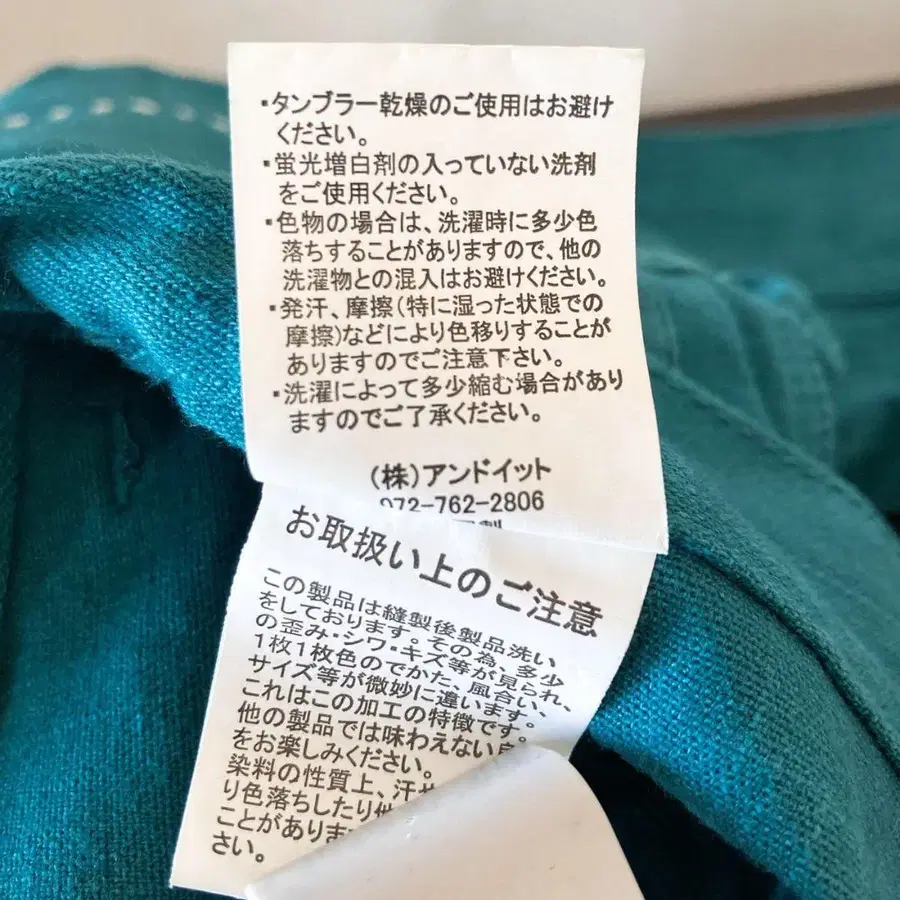 ・タンブラー乾燥のご使用はお避け
ください。
・蛍光増白剤の入っていない洗剤
をご使用ください。
・色物の場合は、洗濯時に多少色
落ちすることがありますので、他の
洗濯物との混入はお避けください。
・発汗、摩擦(特に湿った状態での
摩擦)などにより色移りすることが
ありますのでご注意下さい。
・洗濯によって多少縮む場合があり
ますのでご了承ください。
(株)アンドイット
072-762-2806
お取扱い上のご注意
この製品は縫製後製品洗い
をしております。その為、多少
の歪み・シワ・キズ等が見られ、
1枚1枚色のでかた、風合い、
サイズ等が微妙に違います。
これはこの加工の特徴です。
他の製品では味わえない
をお楽しみください。
染料の性質上、汗や
り色落ちしたり他
ことがあります
さい。